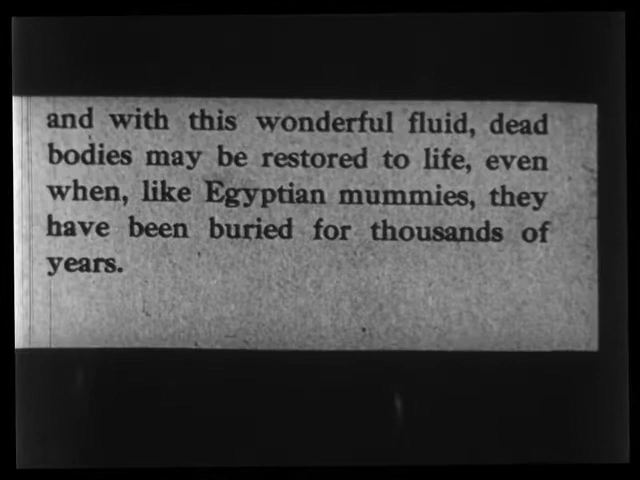 and with this wonderful fluid, dead
bodies may be restored to life, even
when, like Egyptian mummies, they
have been buried for thousands of
years.